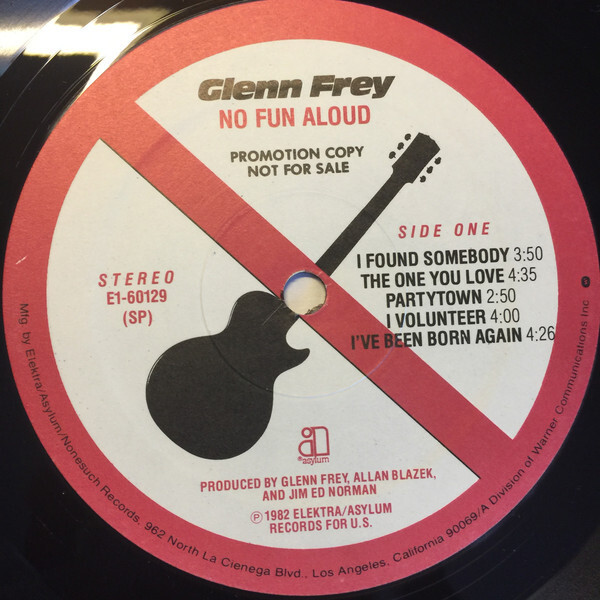 Glenn Frey
NO FUN ALOUD
PROMOTION COPY
NOT FOR SALE
SIDE ONE
I FOUND SOMEBODY 3:50
THE ONE YOU LOVE 4:35
PARTYTOWN 2:50
I VOLUNTEER 4:00
I'VE BEEN BORN AGAIN 4:26
STEREO
E1-60129
(SP)
0
asylum
PRODUCED BY GLENN FREY, ALLAN BLAZEK,
AND JIM ED NORMAN
℗ 1982 ELEKTRA/ASYLUM
RECORDS FOR U.S.
Mfg. by Elektra/Asylum/Nonesuch Records, 962 North La Cienega Blvd., Los Angeles, California 90069/A Division of Warner Communications Inc